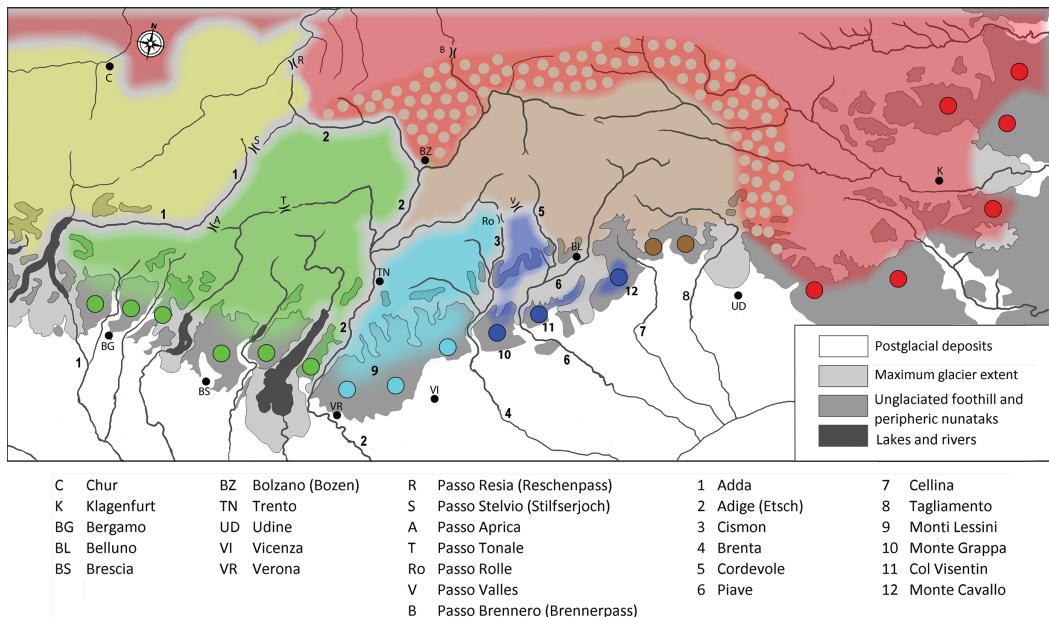 N
C
R
B
S
2
BZ
K
1
T
V
2
5
1
A
Ro
3
BL
TN
6
12
8
UD
BG
2
11
7
10
1
9
6
BS
VI
VR
4
2
Postglacial deposits
Maximum glacier extent
Unglaciated foothill and
peripheric nunataks
Lakes and rivers
C Chur BZ Bolzano (Bozen) R Passo Resia (Reschenpass) 1 Adda 7 Cellina
K Klagenfurt TN Trento S Passo Stelvio (Stilfserjoch) 2 Adige (Etsch) 8 Tagliamento
BG Bergamo UD Udine A Passo Aprica 3 Cismon 9 Monti Lessini
BL Belluno VI Vicenza T Passo Tonale 4 Brenta 10 Monte Grappa
BS Brescia VR Verona Ro Passo Rolle 5 Cordevole 11 Col Visentin
V Passo Valles 6 Piave 12 Monte Cavallo
B Passo Brennero (Brennerpass)